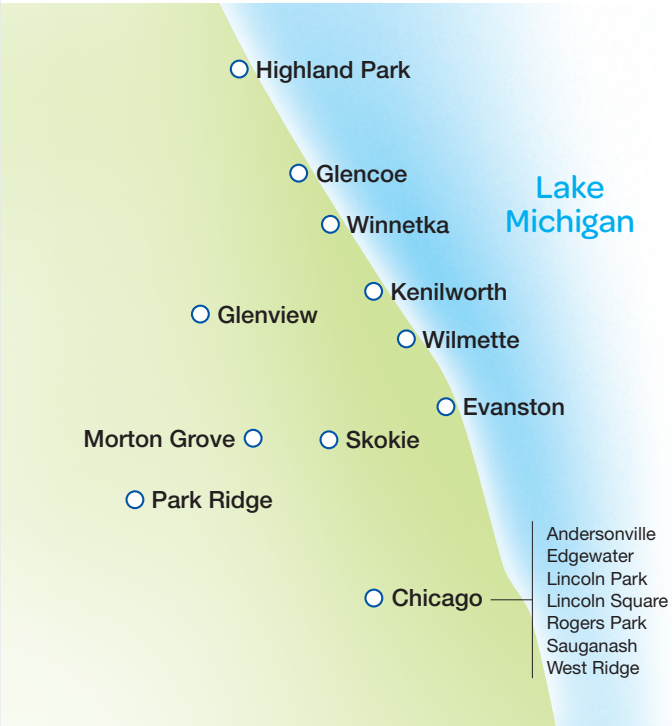 Highland Park
Glencoe
Lake
Michigan
Winnetka
Kenilworth
Glenview
Wilmette
Evanston
Morton Grove
Skokie
Park Ridge
Chicago
Andersonville
Edgewater
Lincoln Park
Lincoln Square
Rogers Park
Sauganash
West Ridge